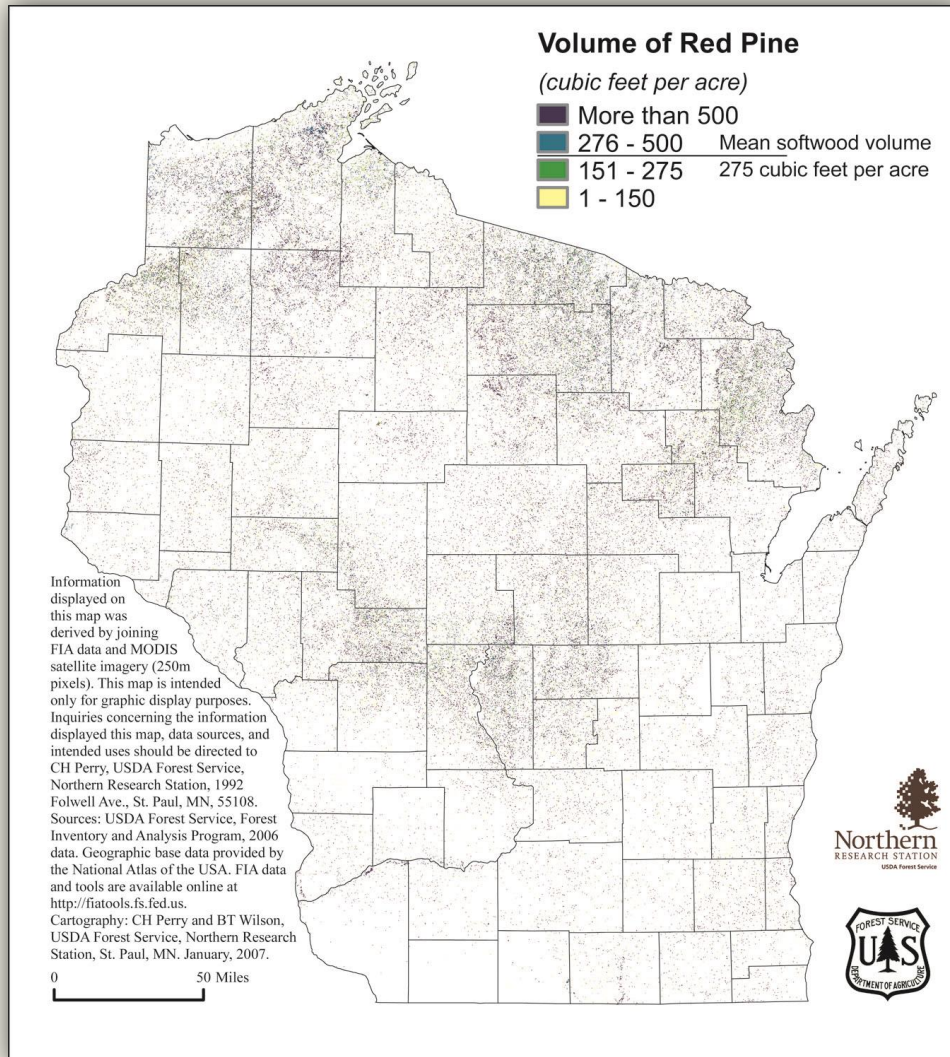 Volume of Red Pine
(cubic feet per acre)
More than 500
276 - 500 Mean softwood volume
151 - 275 275 cubic feet per acre
1 - 150
Information
displayed on
this map was
derived by joining
FIA data and MODIS
satellite imagery (250m
pixels). This map is intended
only for graphic display purposes.
Inquiries concerning the information
displayed this map, data sources, and
intended uses should be directed to
CH Perry, USDA Forest Service,
Northern Research Station, 1992
Folwell Ave., St. Paul, MN, 55108.
Sources: USDA Forest Service, Forest
Inventory and Analysis Program, 2006
data. Geographic base data provided by
the National Atlas of the USA. FIA data
and tools are available online at
http://fiatools.fs.fed.us.
Cartography: CH Perry and BT Wilson,
USDA Forest Service, Northern Research
Station, St. Paul, MN. January, 2007.
0 50 Miles
Northern
RESEARCH STATION
USDA Forest Service
FOREST SERVICE
U S
DEPARTMENT OF AGRICULTURE